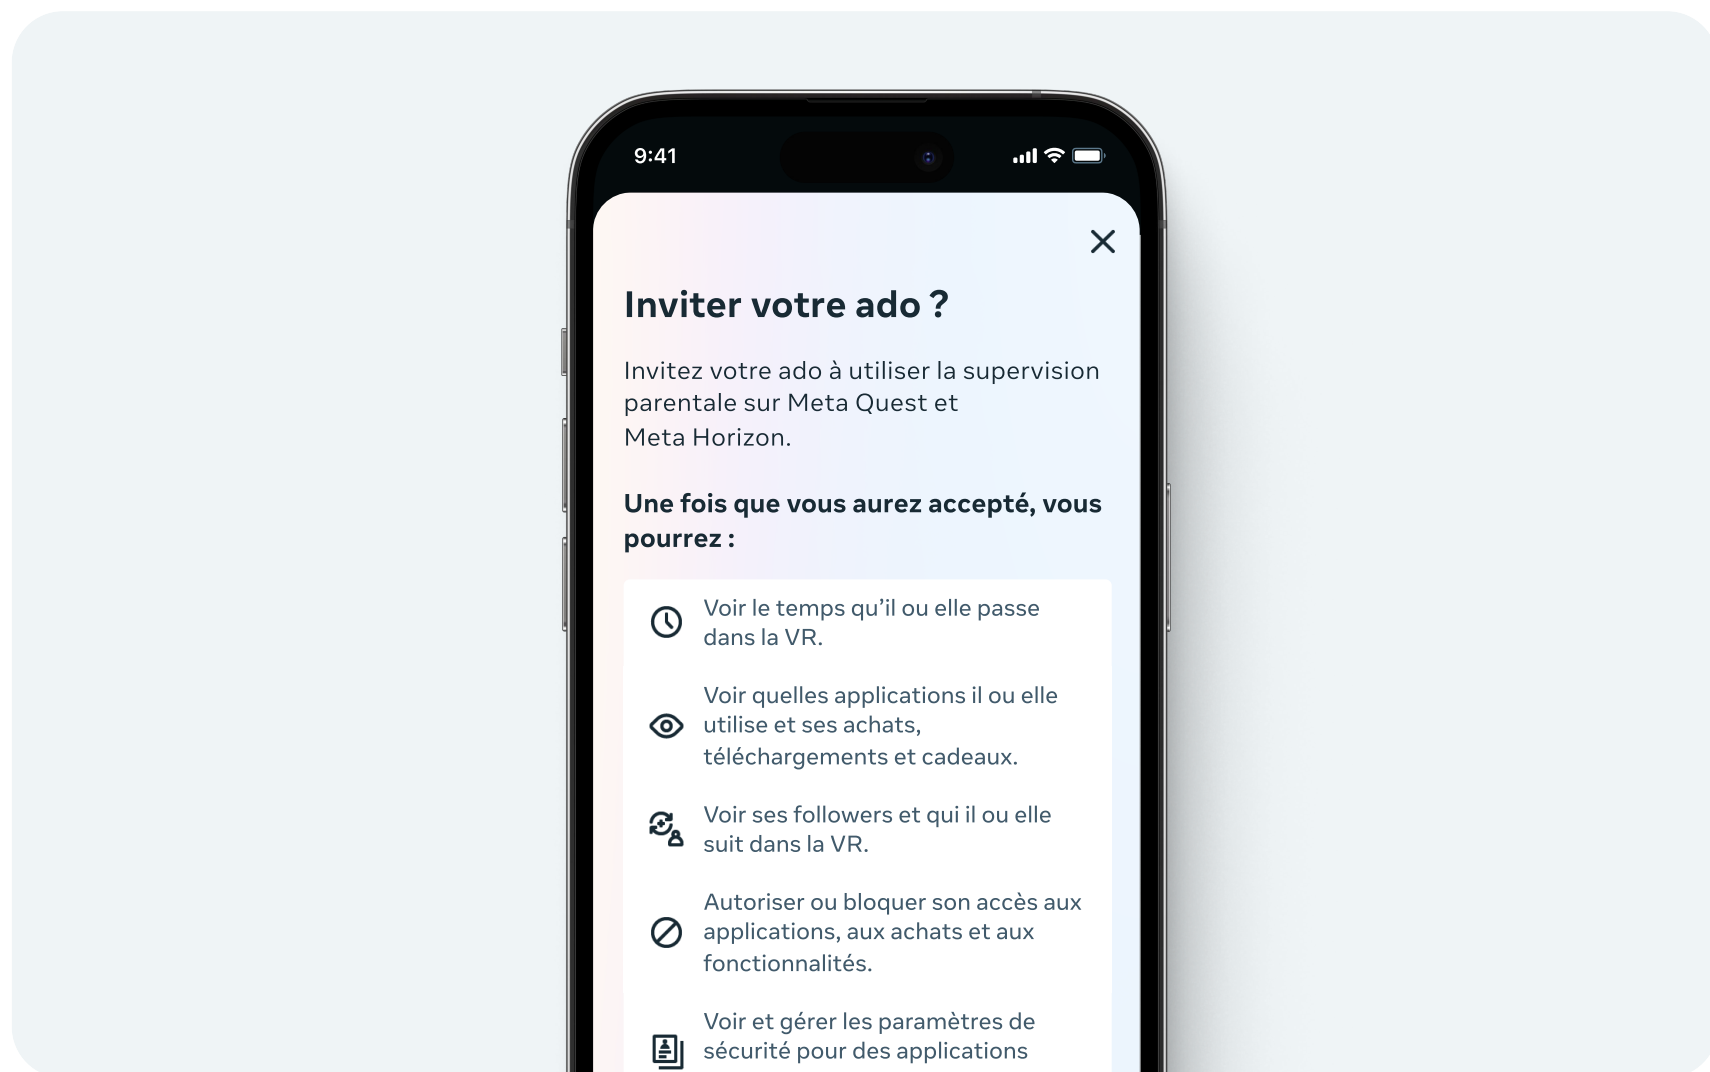 9:41
Inviter votre ado ?
Invitez votre ado à utiliser la supervision
parentale sur Meta Quest et
Meta Horizon.
Une fois que vous aurez accepté, vous
pourrez :
Voir le temps qu’il ou elle passe
dans la VR.
Voir quelles applications il ou elle
utilise et ses achats,
téléchargements et cadeaux.
Voir ses followers et qui il ou elle
suit dans la VR.
Autoriser ou bloquer son accès aux
applications, aux achats et aux
fonctionnalités.
Voir et gérer les paramètres de
sécurité pour des applications